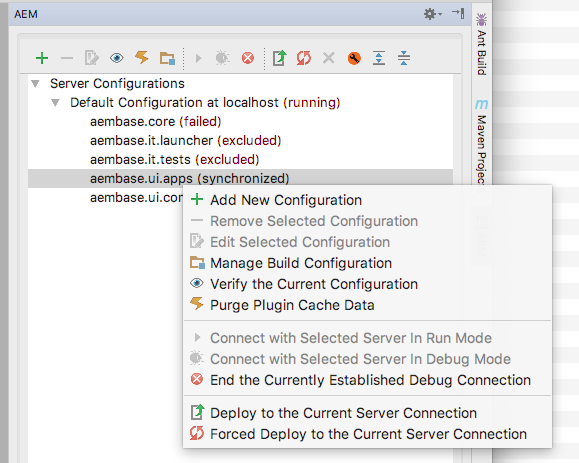 AEM
Server Configurations
Default Configuration at localhost (running)
aembase.core (failed)
aembase.it.launcher (excluded)
aembase.it.tests (excluded)
aembase.ui.apps (synchronized)
aembase.ui.con
Add New Configuration
Remove Selected Configuration
Edit Selected Configuration
Manage Build Configuration
Verify the Current Configuration
Purge Plugin Cache Data
Connect with Selected Server In Run Mode
Connect with Selected Server In Debug Mode
End the Currently Established Debug Connection
Deploy to the Current Server Connection
Forced Deploy to the Current Server Connection
Ant Build
m
Maven Project